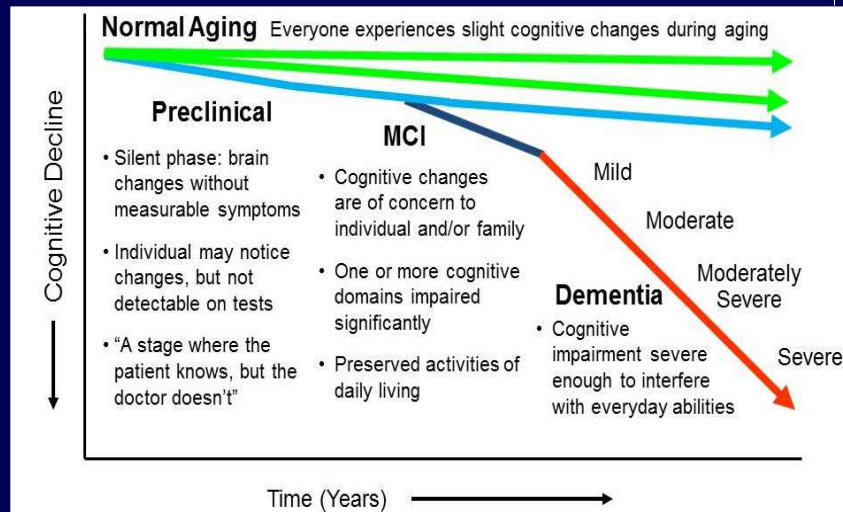 Normal Aging Everyone experiences slight cognitive changes during aging
Cognitive Decline
Preclinical
• Silent phase: brain
changes without
measurable symptoms
• Individual may notice
changes, but not
detectable on tests
• “A stage where the
patient knows, but the
doctor doesn’t”
MCI
• Cognitive changes
are of concern to
individual and/or family
• One or more cognitive
domains impaired
significantly
• Preserved activities of
daily living
Mild
Moderate
Moderately
Severe
Severe
Dementia
• Cognitive
impairment severe
enough to interfere
with everyday abilities
Time (Years)